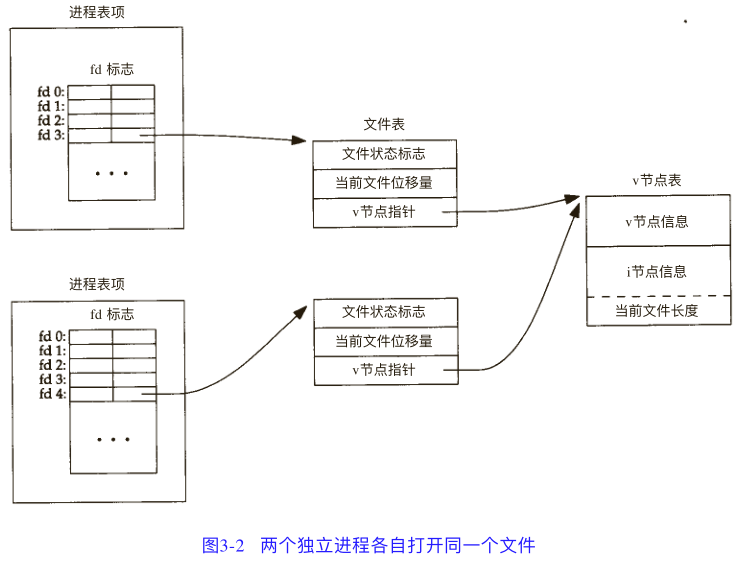 进程表项
fd 标志
fd 0:
fd 1:
fd 2:
fd 3:
• • •
文件表
文件状态标志
当前文件位移量
v节点指针
v节点表
v节点信息
i节点信息
当前文件长度
进程表项
fd 标志
fd 0:
fd 1:
fd 2:
fd 3:
fd 4:
• • •
文件状态标志
当前文件位移量
v节点指针
图3-2 两个独立进程各自打开同一个文件